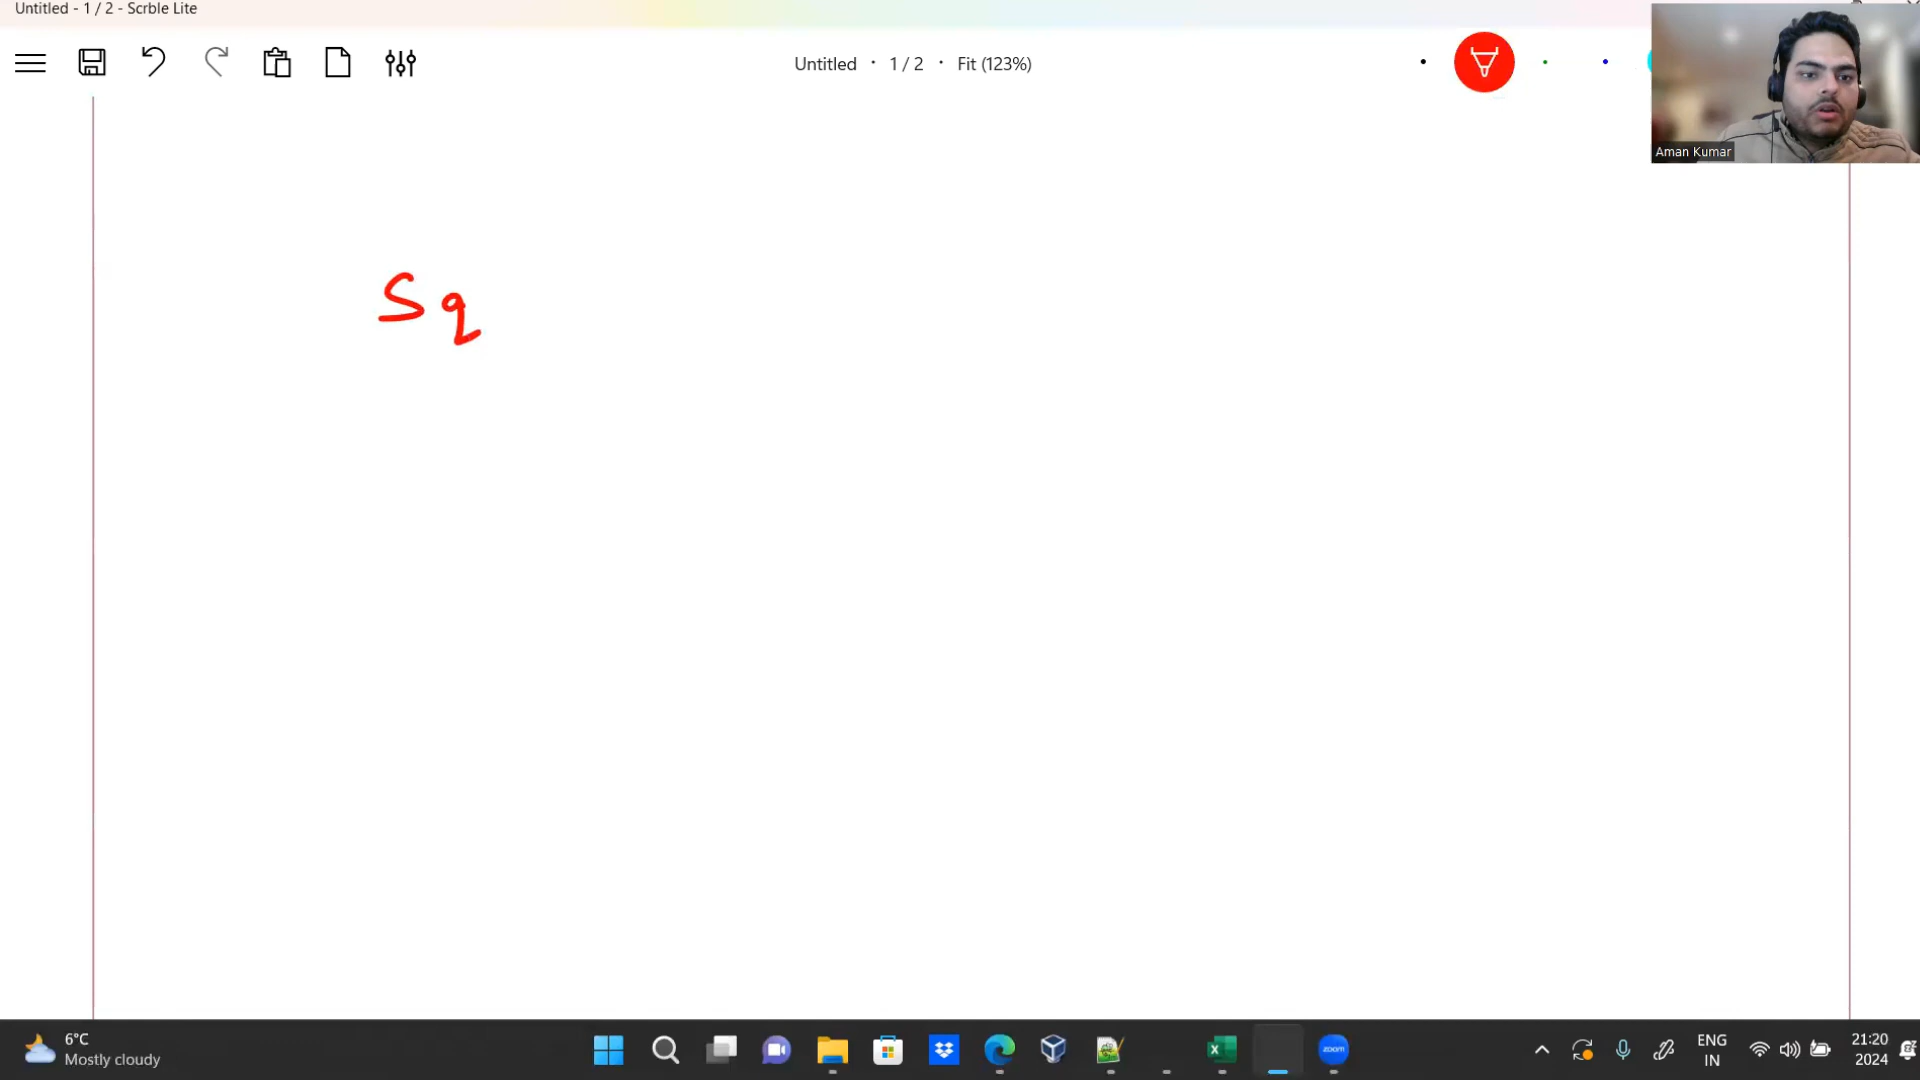 Untitled - 1 / 2 - Scrble Lite
Untitled · 1 / 2 · Fit (123%)
Aman Kumar
Sq
6°C
Mostly cloudy
zoom
ENG
IN
21:20
2024